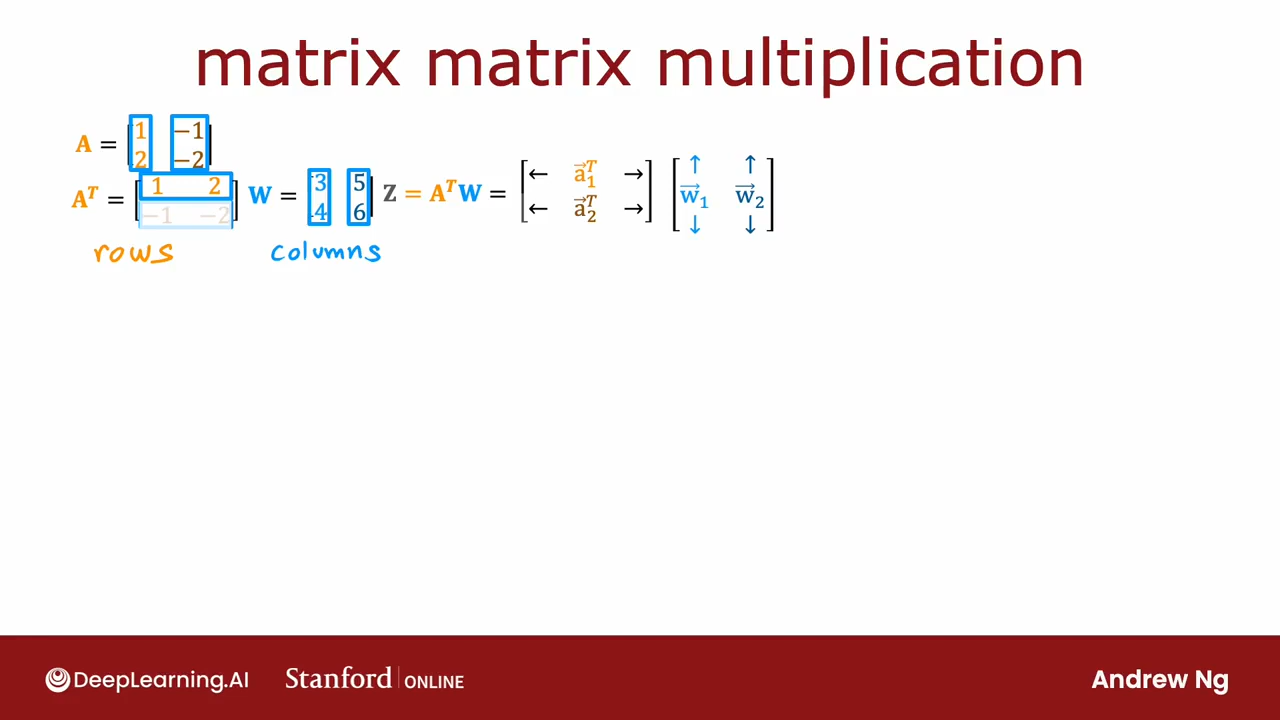 matrix matrix multiplication
A = [1 −1
2 −2]
Aᵀ = [1 2
−1 −2]
W = [3 5
4 6]
Z = AᵀW = [← a⃗₁ᵀ →
← a⃗₂ᵀ →] [↑ ↑
w⃗₁ w⃗₂
↓ ↓]
rows
columns
DeepLearning.AI
Stanford | ONLINE
Andrew Ng